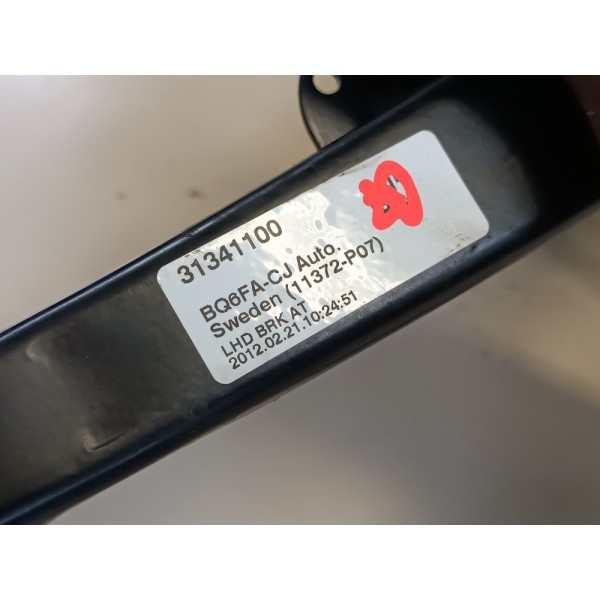 31341100
BQ6FA-CJ Auto.
Sweden (11372-P07)
LHD BRK AT
2012.02.21.10:24:51